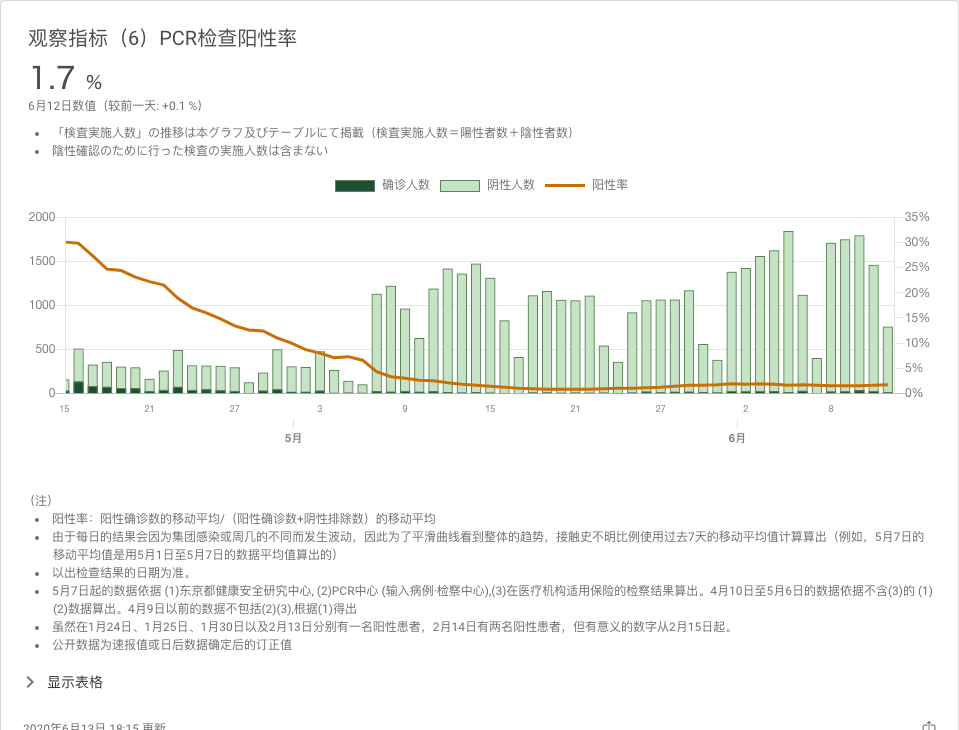 观察指标（6）PCR检查阳性率
1.7 %
6月12日数值（较前一天: +0.1 %）
• 「検査実施人数」の推移は本グラフ及びテーブルにて掲載（検査実施人数＝陽性者数＋陰性者数）
• 陰性確認のために行った検査の実施人数は含まない
确诊人数 阴性人数 阳性率
2000 35%
30%
1500 25%
20%
1000 15%
10%
500 5%
0 0%
15 21 27 3 9 15 21 27 2 8
5月 6月
（注）
• 阳性率：阳性确诊数的移动平均/（阳性确诊数+阴性排除数）的移动平均
• 由于每日的结果会因为集团感染或周几的不同而发生波动，因此为了平滑曲线看到整体的趋势，接触史不明比例使用过去7天的移动平均值计算算出（例如，5月7日的
移动平均值是用5月1日至5月7日的数据平均值算出的）
• 以出检查结果的日期为准。
• 5月7日起的数据依据 (1)东京都健康安全研究中心, (2)PCR中心 (输入病例·检察中心),(3)在医疗机构适用保险的检察结果算出。4月10日至5月6日的数据依据不含(3)的 (1)
(2)数据算出。4月9日以前的数据不包括(2)(3),根据(1)得出
• 虽然在1月24日、1月25日、1月30日以及2月13日分别有一名阳性患者，2月14日有两名阳性患者，但有意义的数字从2月15日起。
• 公开数据为速报值或日后数据确定后的订正值
显示表格
2020年6月13日 18:15 更新